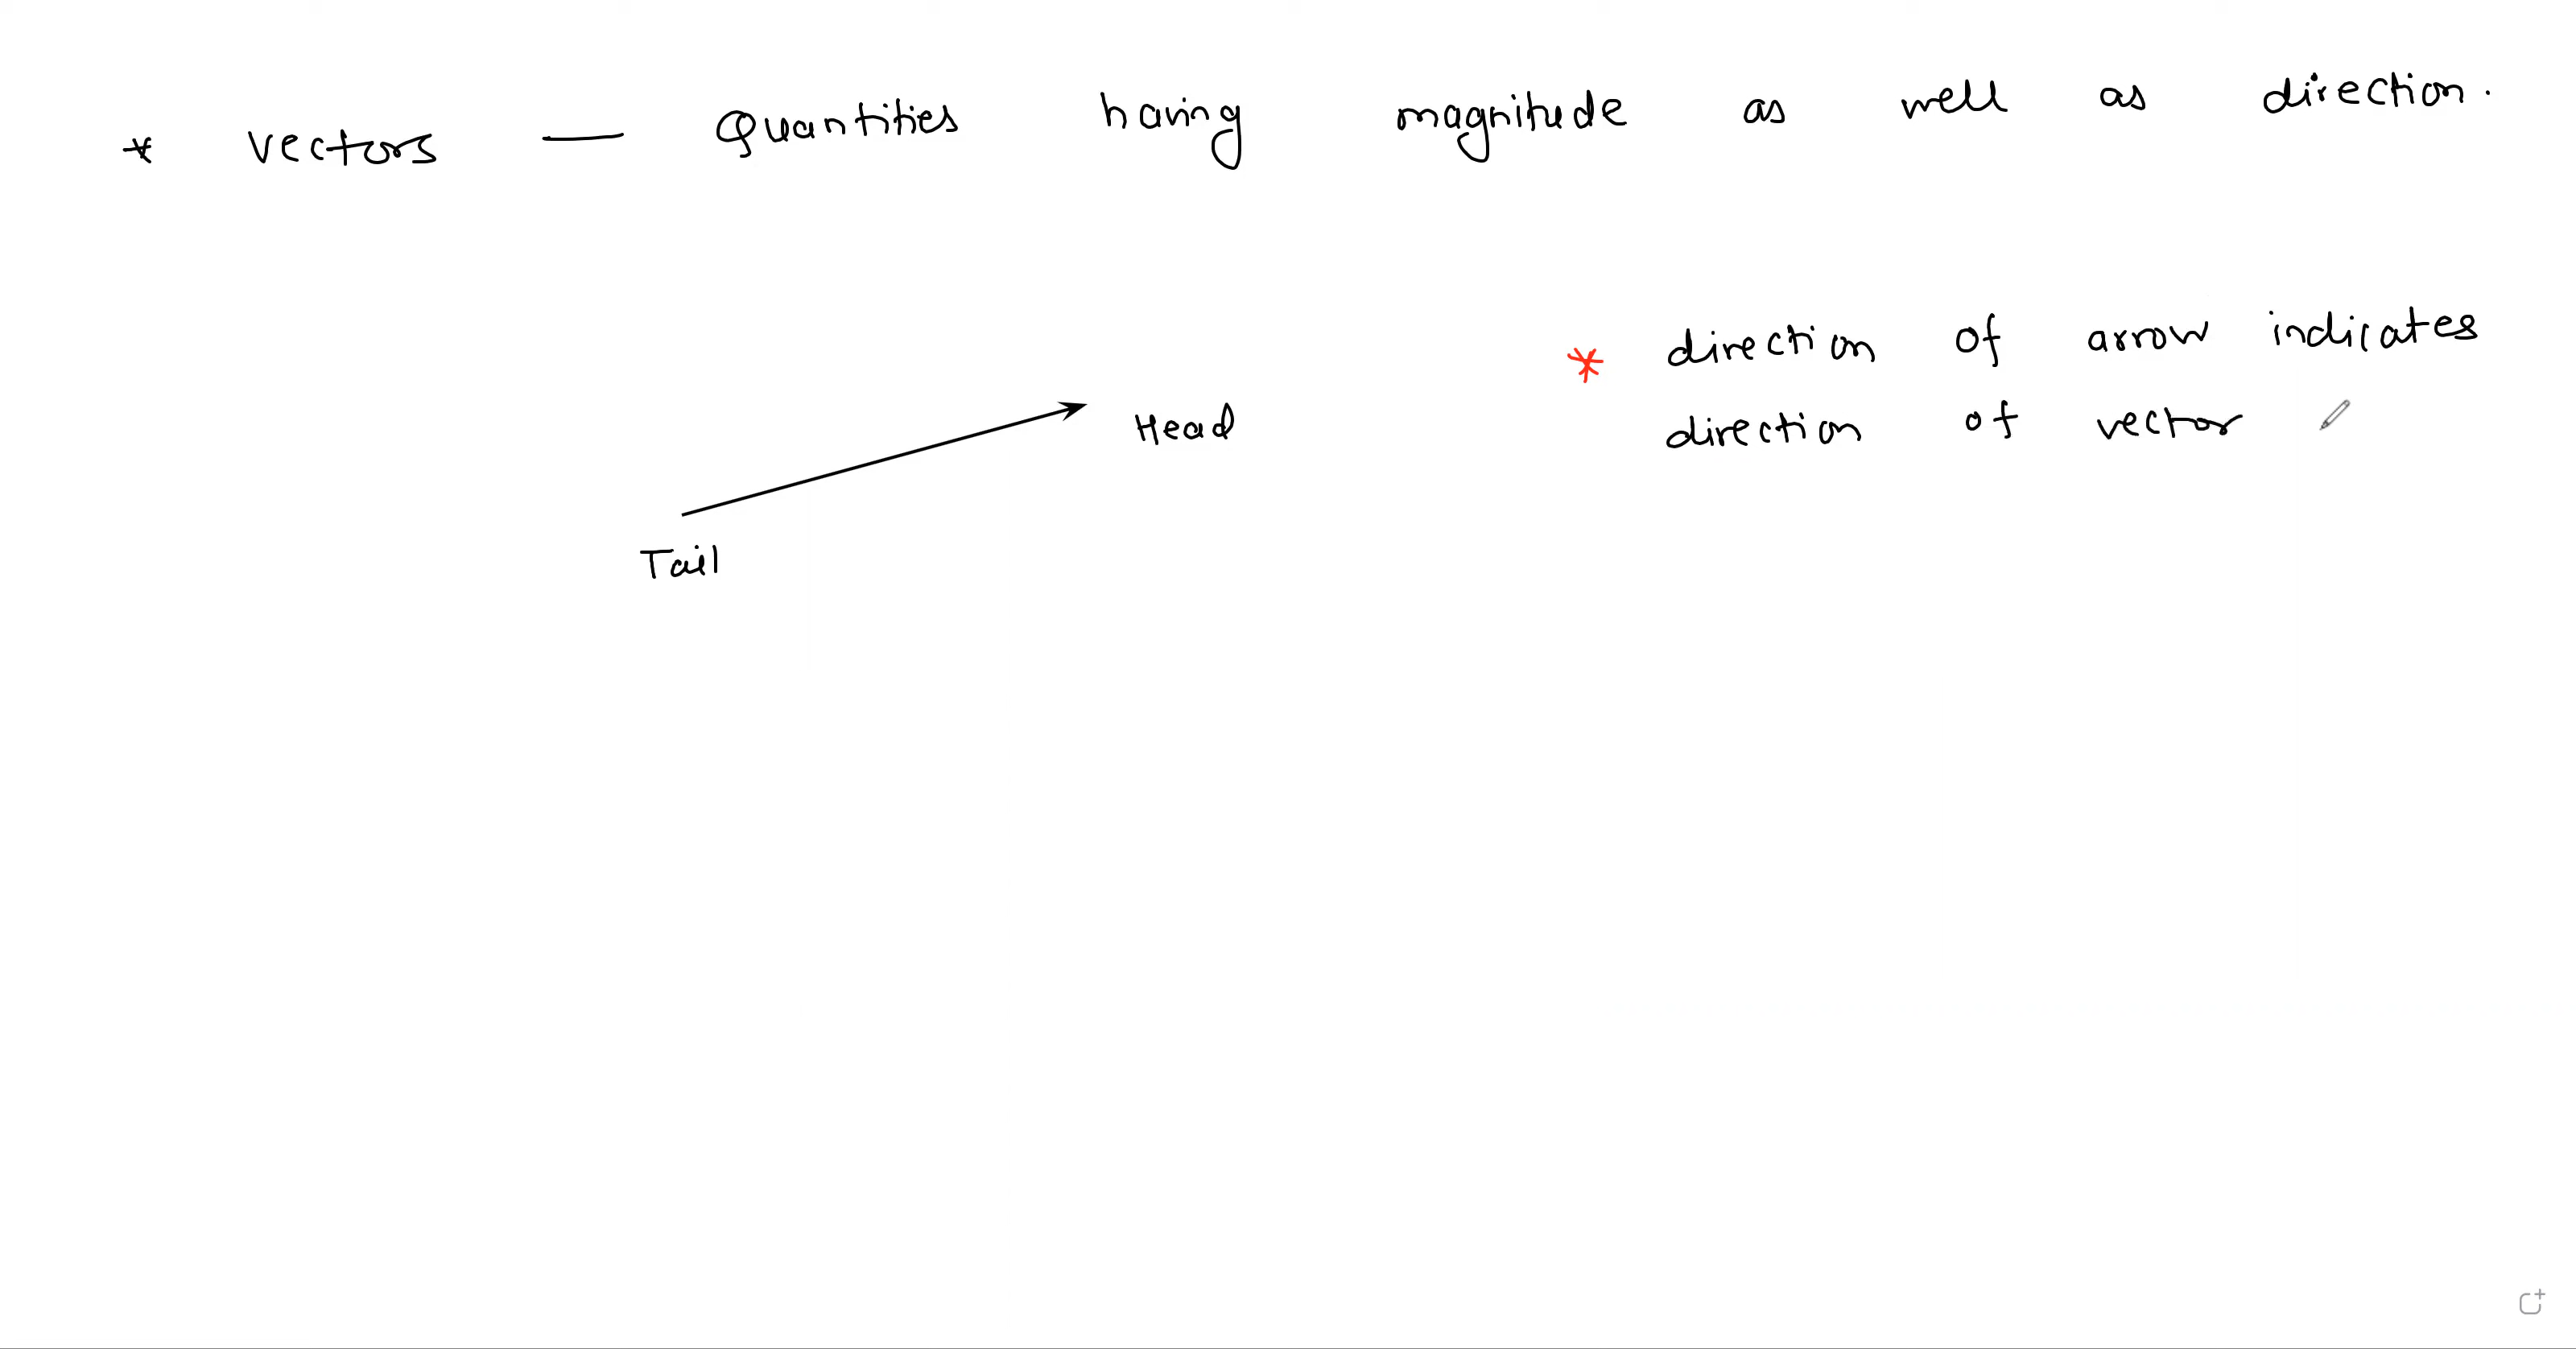 * vectors — Quantities having magnitude as well as direction.
* direction of arrow indicates
direction of vector
Head
Tail